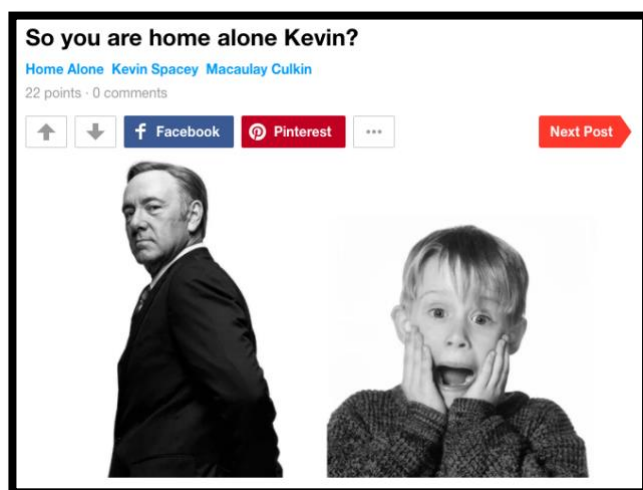 So you are home alone Kevin?
Home Alone Kevin Spacey Macaulay Culkin
22 points · 0 comments
Facebook Pinterest ••• Next Post